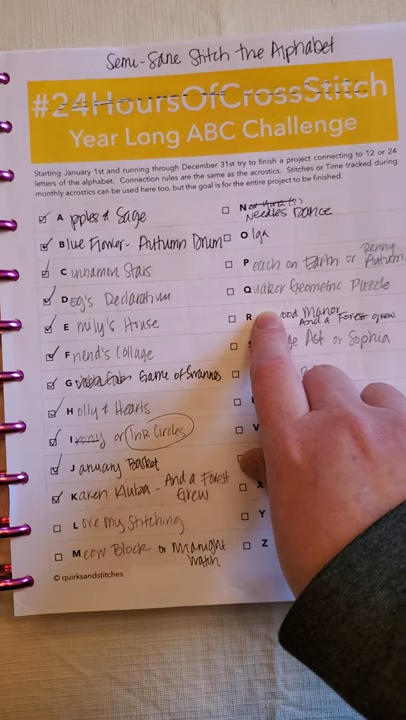 Semi-Sane Stitch the Alphabet
#24HoursOfCrossStitch
Year Long ABC Challenge
Starting January 1st and running through December 31st try to finish a project connecting to 12 or 24
letters of the alphabet. Connection rules are the same as the acrostics. Stitches or Time tracked during
monthly acrostics can be used here too, but the goal is for the entire project to be finished.
A pples & Sage
B lue Flower - Autumn Drum
C innamon Stars
D eg's Declaration
E mily's House
F riend's Collage
G Game of
H olly & Hearts
I or Ink Circles
J anuary Basket
K aren Kluba - And a Forest
Grew
L ove my Stitching
M eow Block or Midnight
Watch
© quirksandstitches
N
Needles Dance
O lga
P each on Earth or Penny
Autumn
Q uaker Geometric Puzzle
R ood Manor
And a Forest grew
or Sophia
V
X
Y
Z